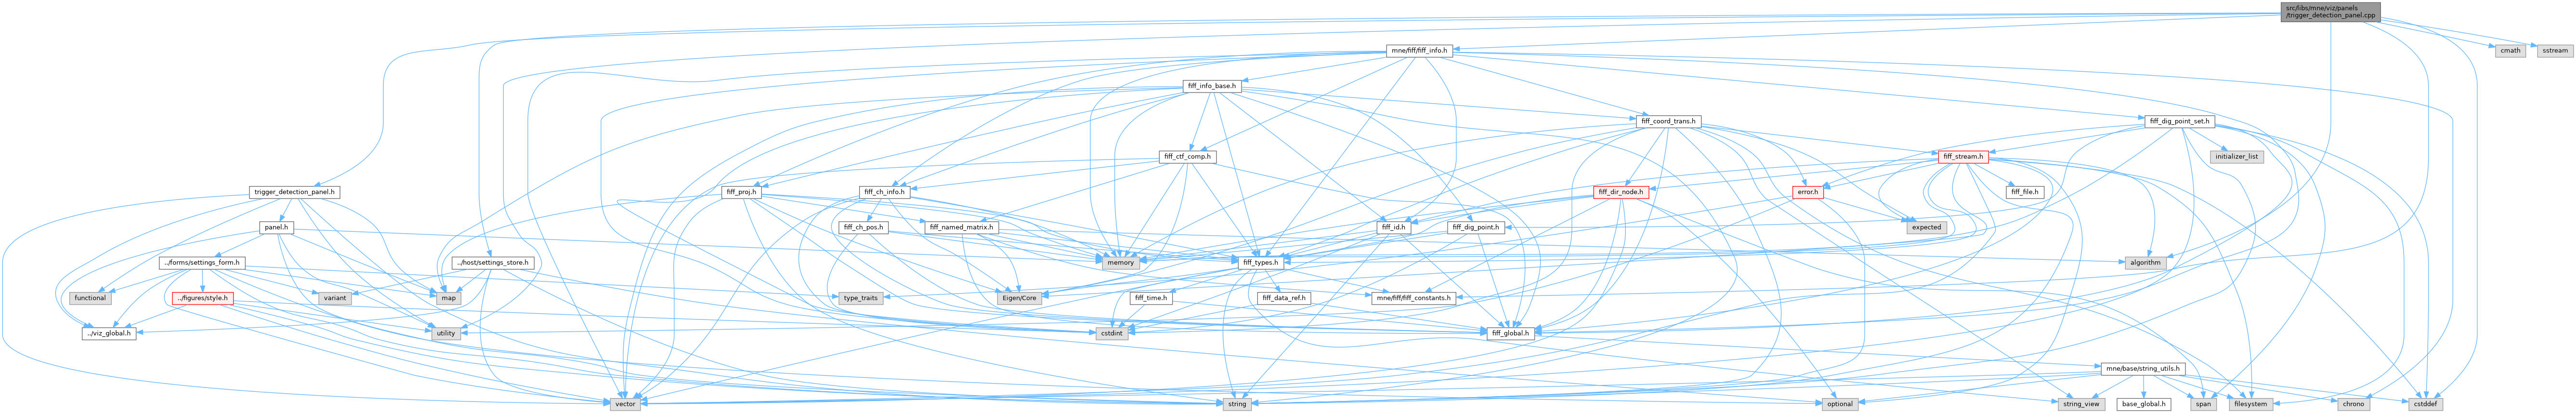 src/libs/mne/viz/panels
/trigger_detection_panel.cpp
mne/fiff/fiff_info.h
cmath
sstream
fiff_info_base.h
fiff_coord_trans.h
fiff_dig_point_set.h
fiff_ctf_comp.h
fiff_stream.h
initializer_list
trigger_detection_panel.h
fiff_proj.h
fiff_ch_info.h
fiff_dir_node.h
error.h
fiff_file.h
panel.h
fiff_ch_pos.h
fiff_named_matrix.h
fiff_id.h
fiff_dig_point.h
expected
../forms/settings_form.h
../host/settings_store.h
memory
fiff_types.h
algorithm
functional
../figures/style.h
variant
map
type_traits
Eigen/Core
fiff_time.h
fiff_data_ref.h
mne/fiff/fiff_constants.h
../viz_global.h
utility
cstdint
fiff_global.h
mne/base/string_utils.h
vector
string
optional
string_view
base_global.h
span
filesystem
chrono
cstddef